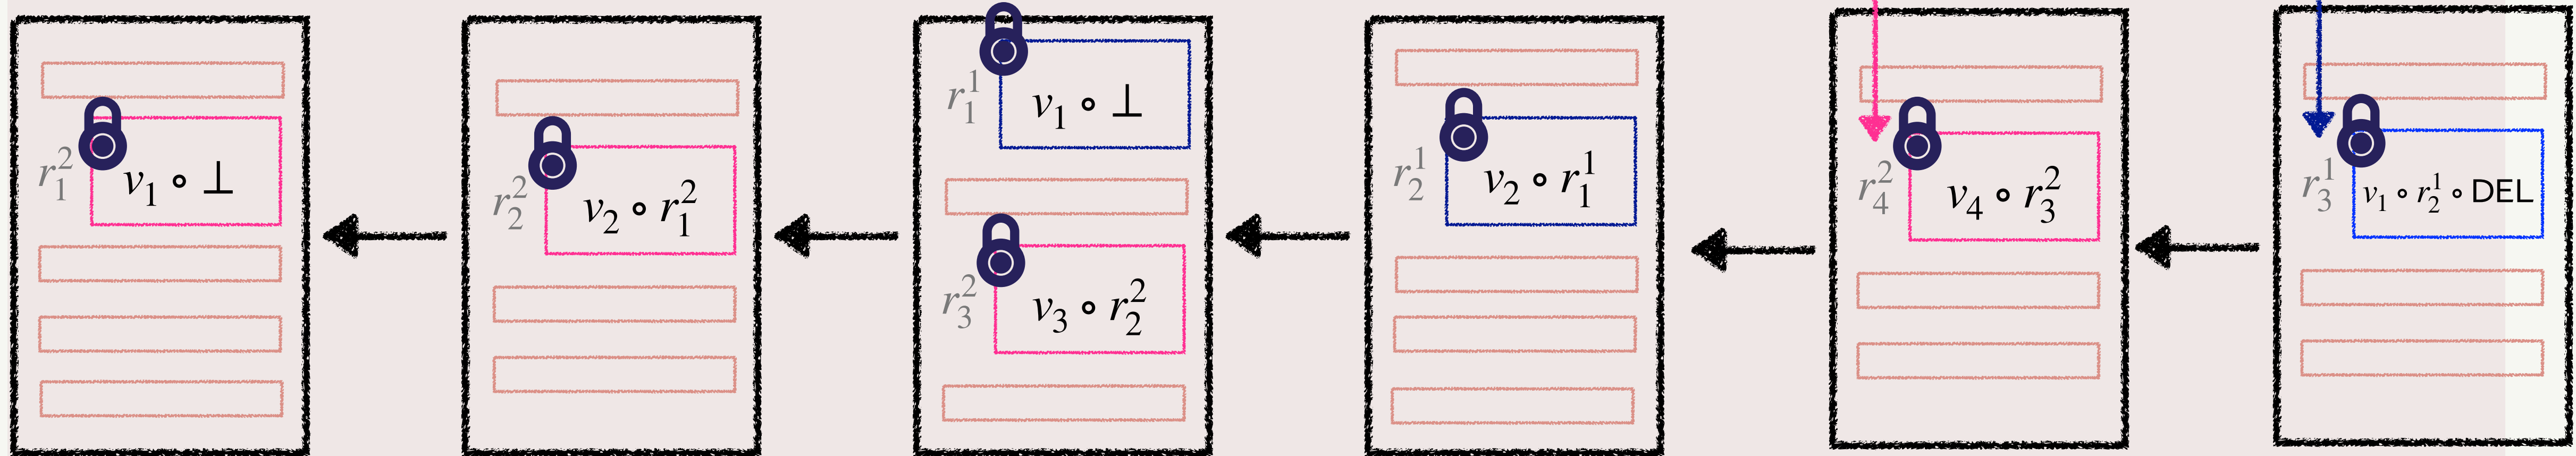 r_1^2
v_1 ∘ ⊥
r_2^2
v_2 ∘ r_1^2
r_1^1
v_1 ∘ ⊥
r_3^2
v_3 ∘ r_2^2
r_2^1
v_2 ∘ r_1^1
r_4^2
v_4 ∘ r_3^2
r_3^1
v_1 ∘ r_2^1 ∘ DEL